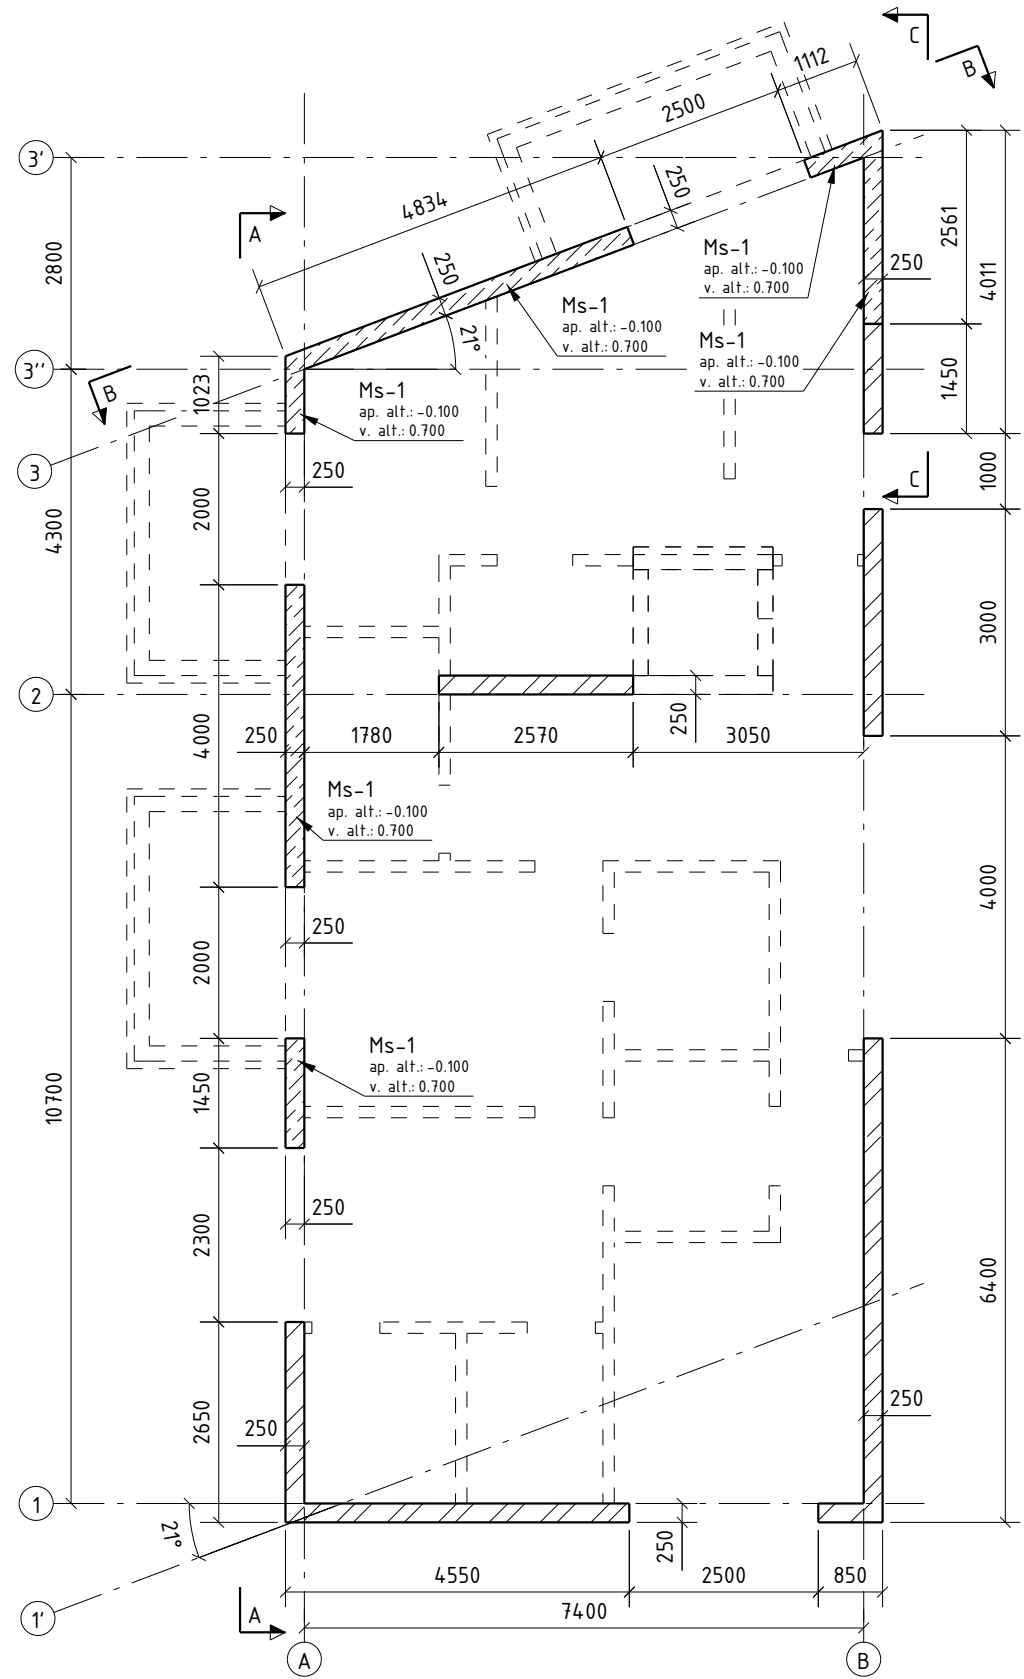 C
B
1112
2500
3'
A
4834
250
Ms-1
ap. alt.: -0.100
v. alt.: 0.700
2561
2800
250
Ms-1
ap. alt.: -0.100
v. alt.: 0.700
250
4011
21°
Ms-1
ap. alt.: -0.100
v. alt.: 0.700
3''
B
1023
Ms-1
ap. alt.: -0.100
v. alt.: 0.700
1450
3
250
C
1000
2000
4300
3000
2
250
4000
250
1780
2570
3050
Ms-1
ap. alt.: -0.100
v. alt.: 0.700
250
4000
2000
Ms-1
ap. alt.: -0.100
v. alt.: 0.700
10700
1450
250
2300
6400
250
2650
250
1
21°
250
4550
2500
850
1'
A
7400
A
B